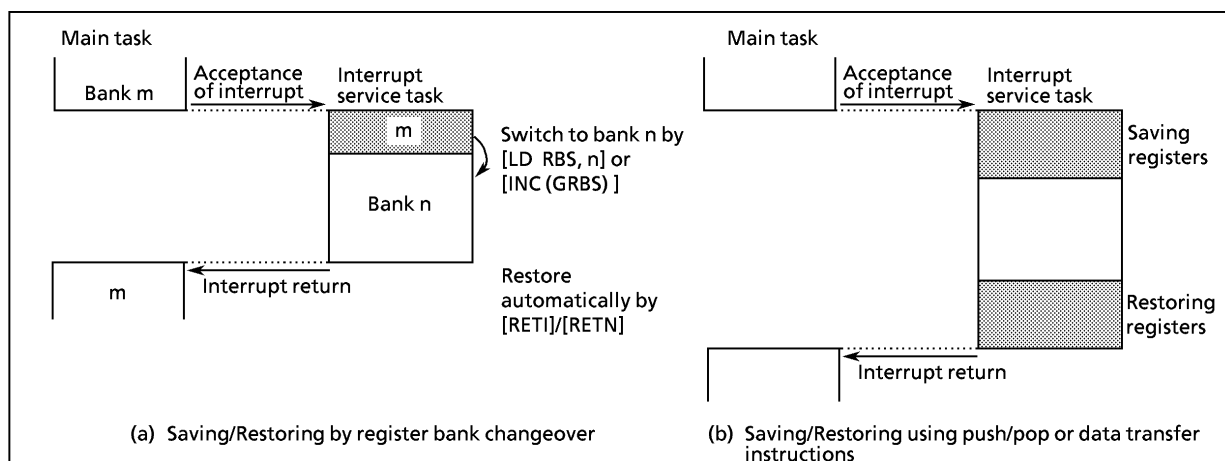 Main task
Bank m
Acceptance
of interrupt
Interrupt
service task
m
Switch to bank n by
[LD RBS, n] or
[INC (GRBS) ]
Bank n
Interrupt return
m
Restore
automatically by
[RETI]/[RETN]
(a) Saving/Restoring by register bank changeover
Main task
Acceptance
of interrupt
Interrupt
service task
Saving
registers
Restoring
registers
Interrupt return
(b) Saving/Restoring using push/pop or data transfer
instructions